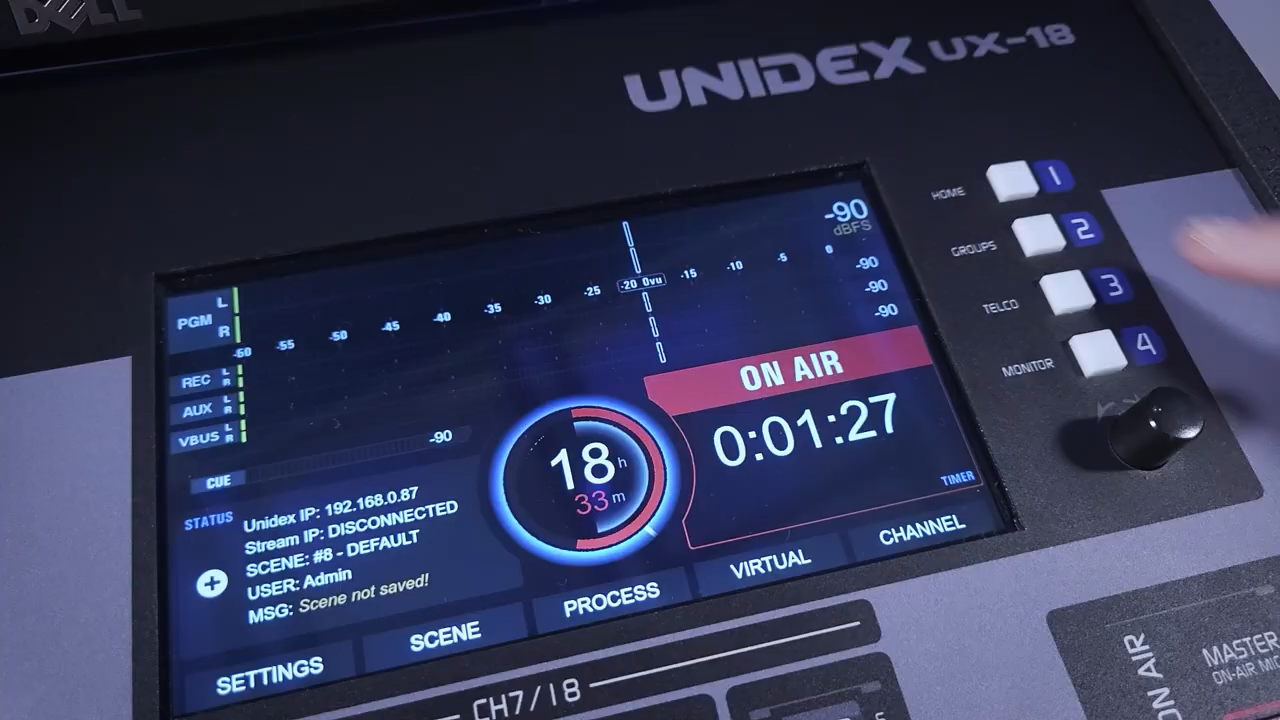 DELL
UNIDEX UX-18
HOME 1
GROUPS 2
TELCO 3
MONITOR 4
-90
dBFS
PGM L
R
-60 -55 -50 -45 -40 -35 -30 -25 -20 0vu -15 -10 -5 0
-90
-90
-90
REC L R
AUX L R
VBUS L R
-90
CUE
ON AIR
0:01:27
TIMER
18h
33m
STATUS
Unidex IP: 192.168.0.87
Stream IP: DISCONNECTED
SCENE: #8 - DEFAULT
USER: Admin
MSG: Scene not saved!
SETTINGS SCENE PROCESS VIRTUAL CHANNEL
CH7/18
ON AIR
MASTER
ON-AIR